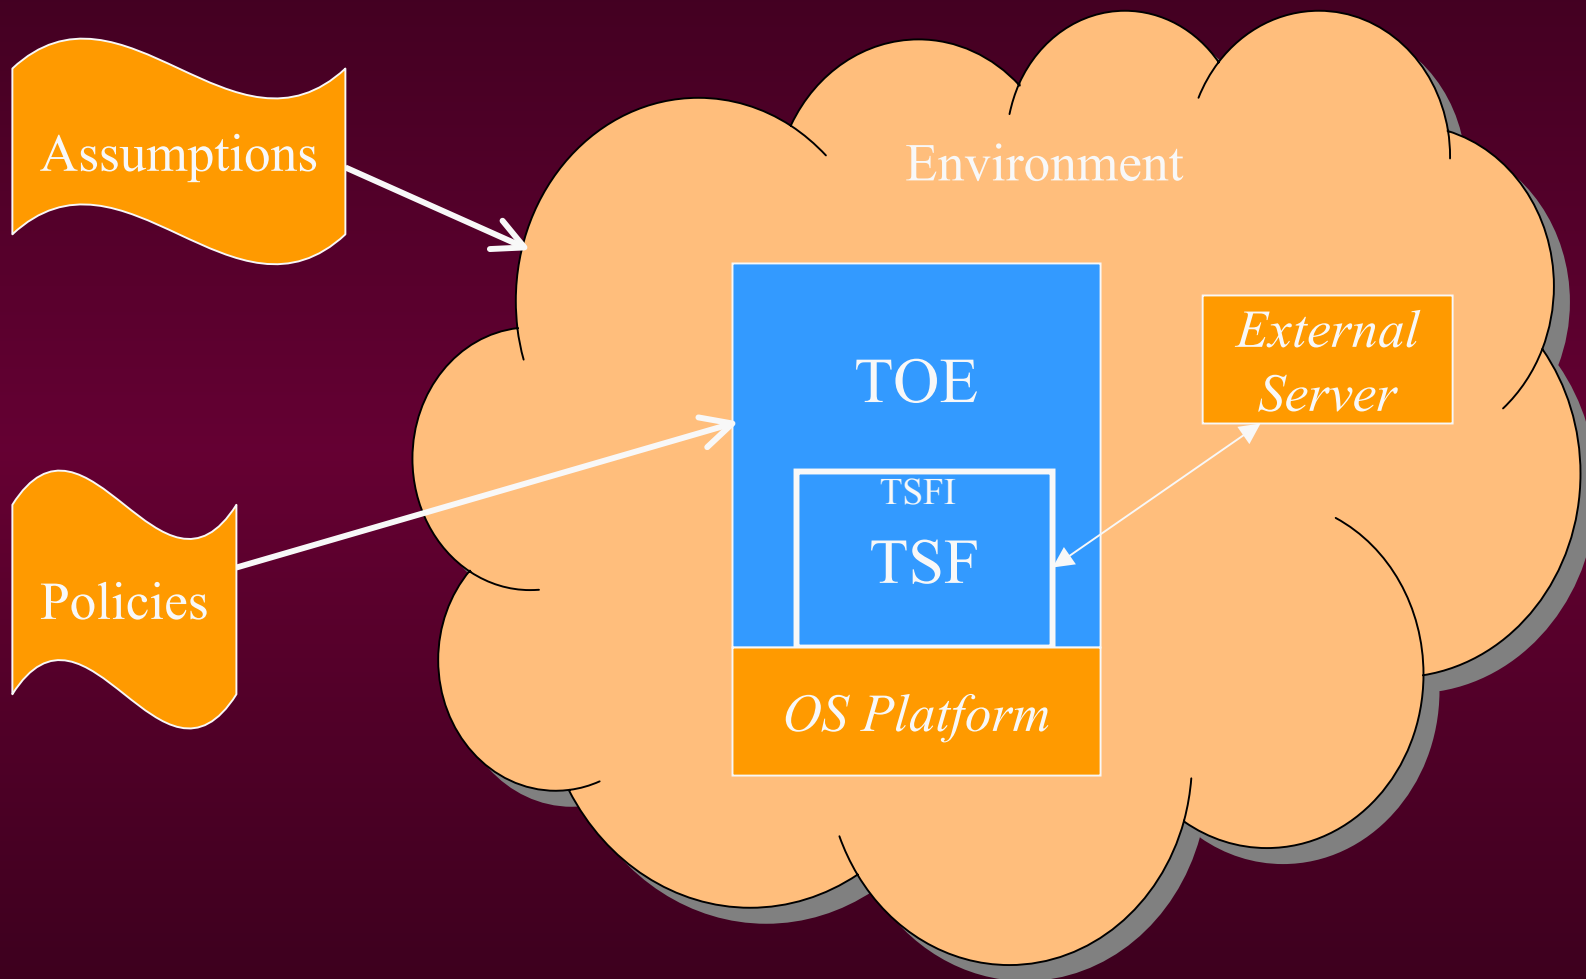 Assumptions
Environment
External
Server
TOE
TSFI
TSF
Policies
OS Platform